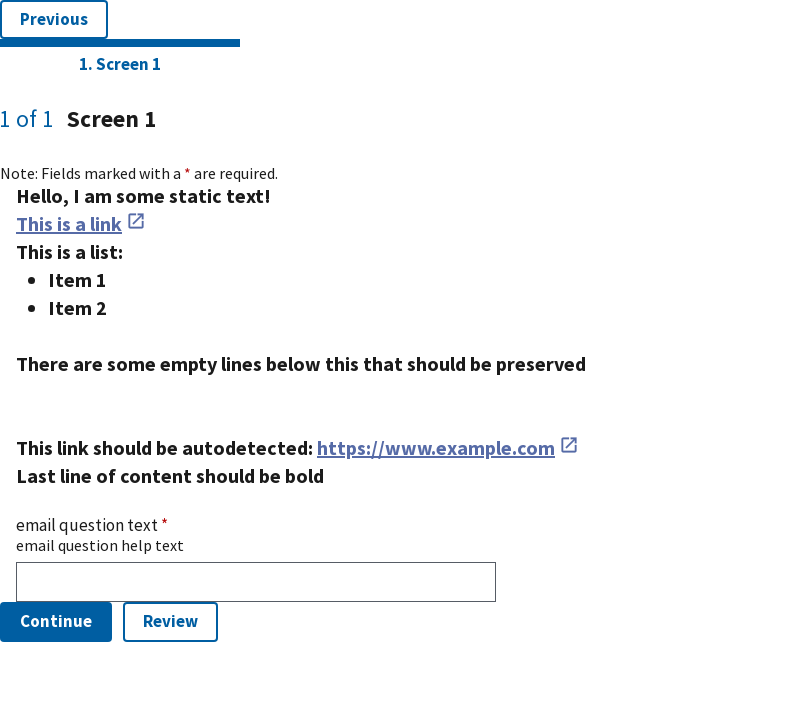 Previous
1. Screen 1
1 of 1 Screen 1
Note: Fields marked with a * are required.
Hello, I am some static text!
This is a link
This is a list:
• Item 1
• Item 2
There are some empty lines below this that should be preserved
This link should be autodetected: https://www.example.com
Last line of content should be bold
email question text *
email question help text
Continue Review